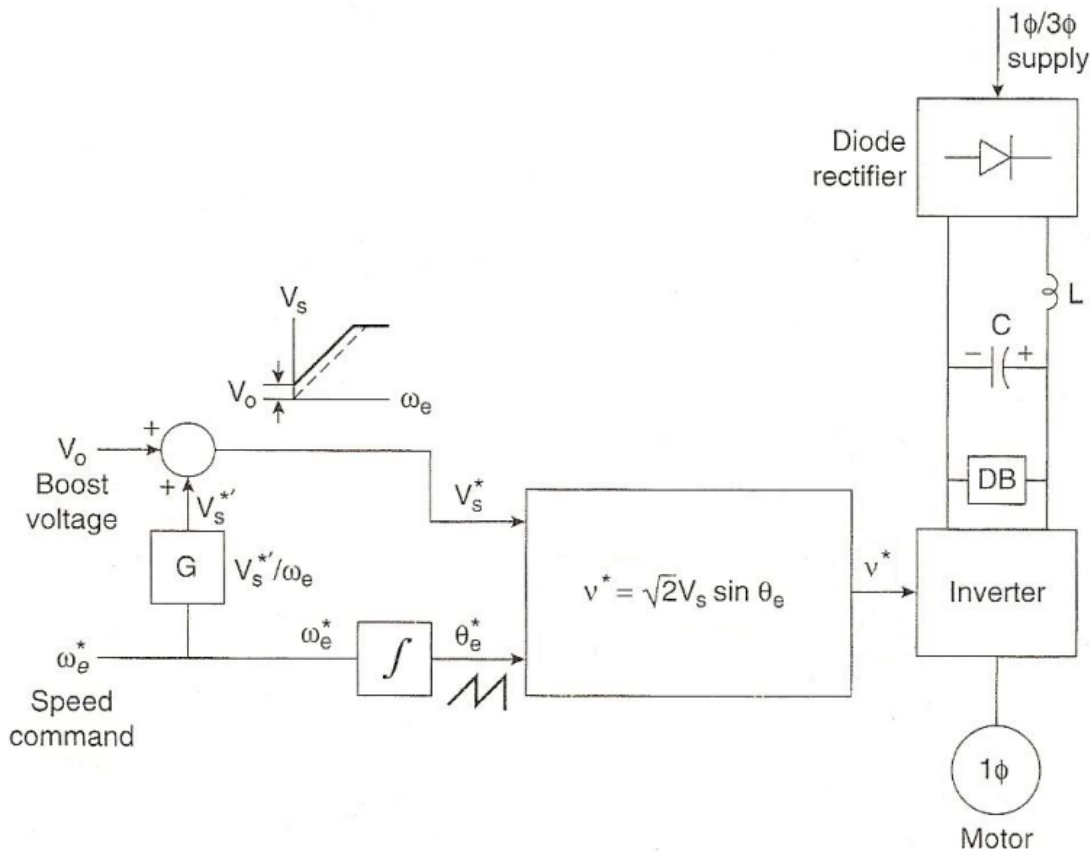 1ϕ/3ϕ
supply
Diode
rectifier
L
C
− +
DB
Inverter
1ϕ
Motor
V_s
V_o
ω_e
V_o
+
+
Boost
voltage
V_s^*'
G
V_s^*'/ω_e
V_s^*
ω_e^*
Speed
command
ω_e^*
∫
θ_e^*
ν^* = √2V_s sin θ_e
ν^*